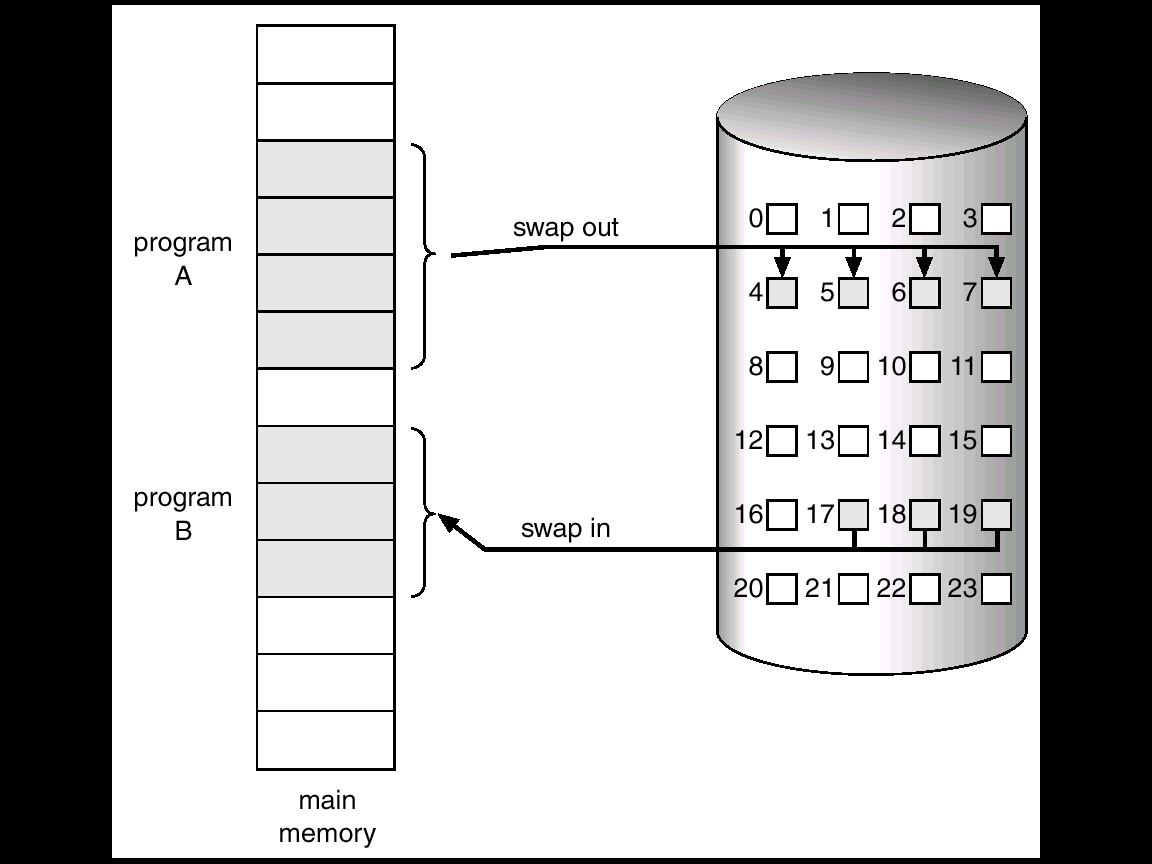 program
A
program
B
main
memory
swap out
swap in
0 1 2 3
4 5 6 7
8 9 10 11
12 13 14 15
16 17 18 19
20 21 22 23